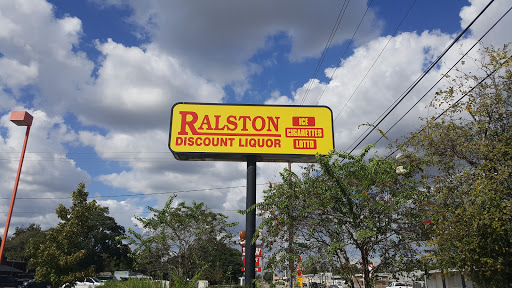 RALSTON
DISCOUNT LIQUOR
ICE
CIGARETTES
LOTTO